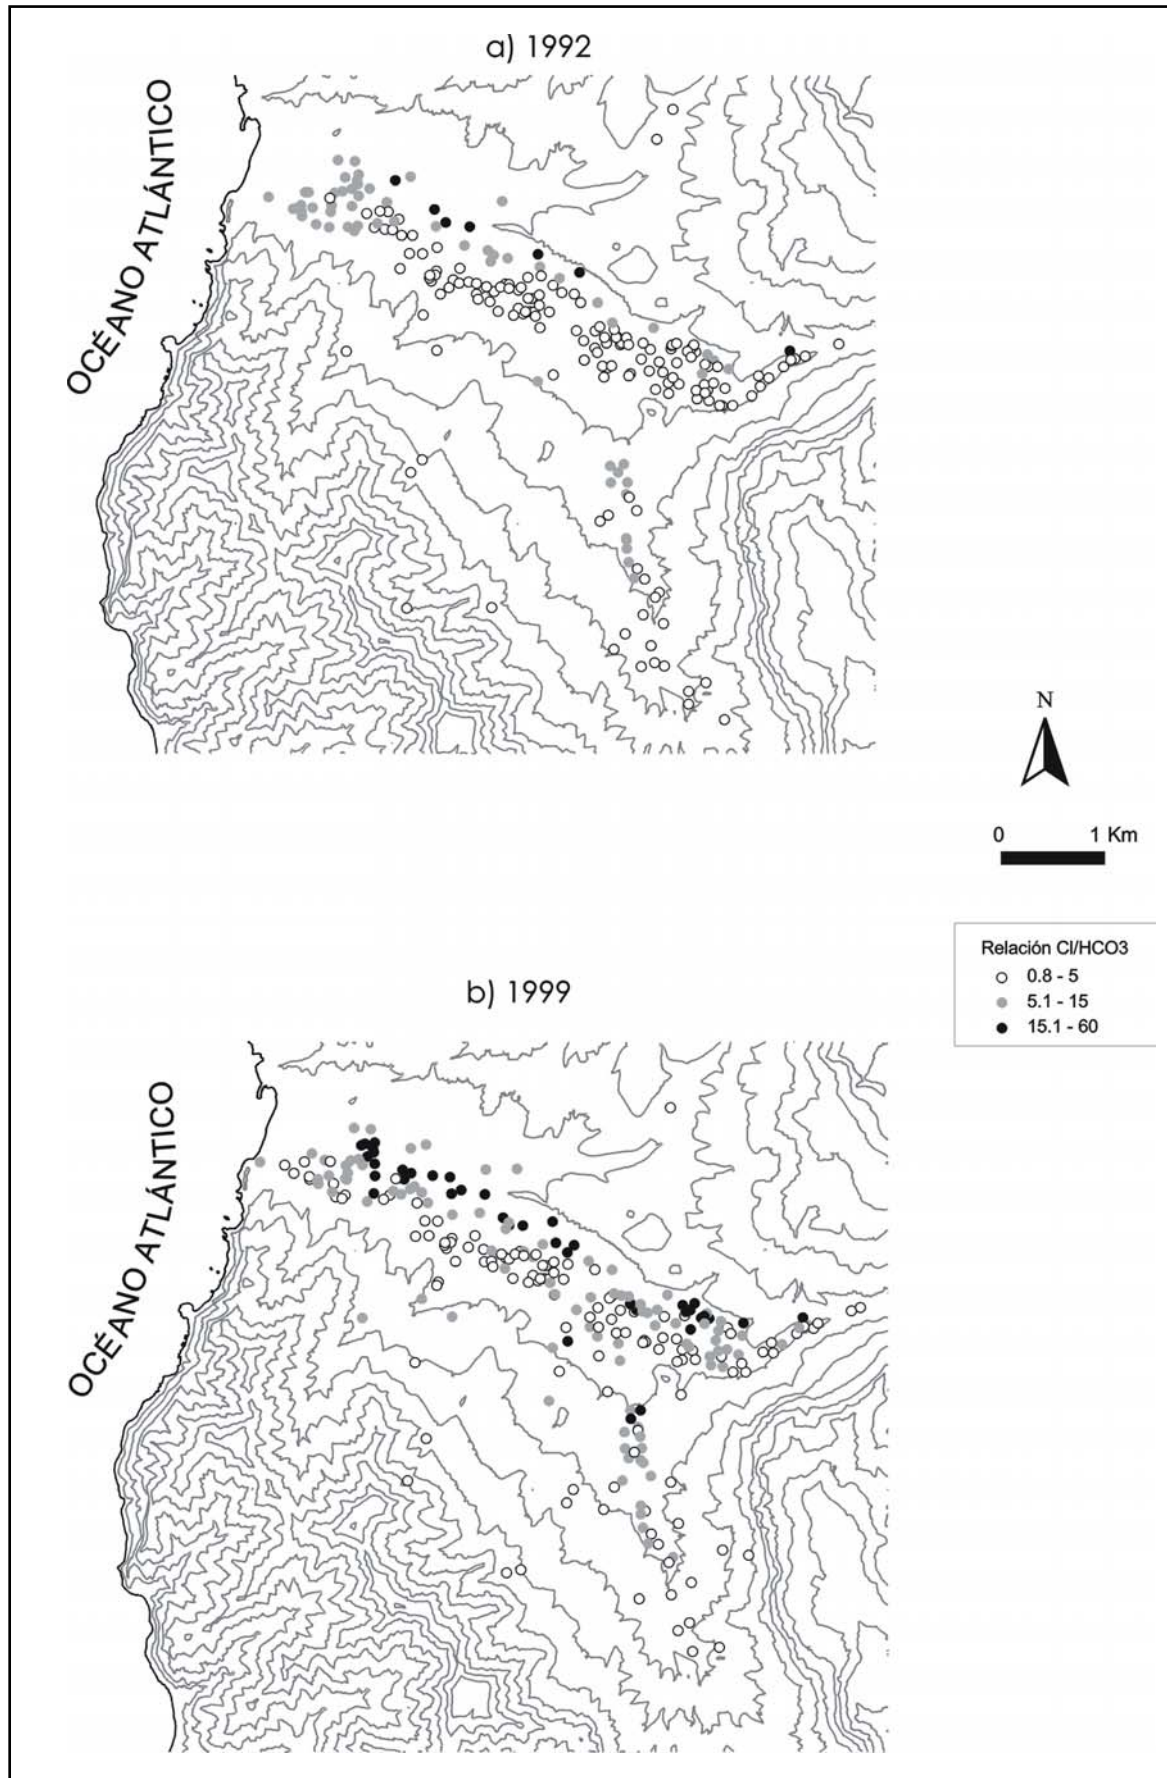 a) 1992
OCÉANO ATLÁNTICO
N
0 1 Km
Relación Cl/HCO3
0.8 - 5
5.1 - 15
15.1 - 60
b) 1999
OCÉANO ATLÁNTICO